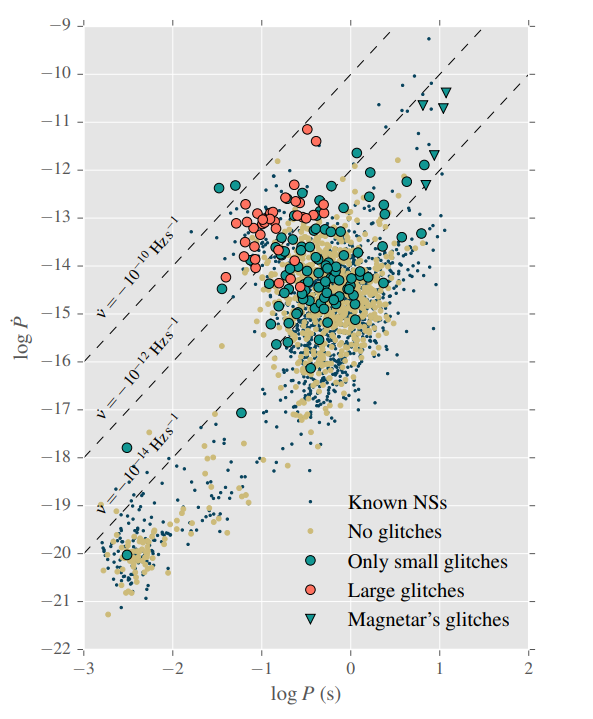 −9
−10
−11
−12
−13
−14
−15
−16
−17
−18
−19
−20
−21
−22
log Ṗ
ν̇ = −10⁻¹⁰ Hz s⁻¹
ν̇ = −10⁻¹² Hz s⁻¹
ν̇ = −10⁻¹⁴ Hz s⁻¹
Known NSs
No glitches
Only small glitches
Large glitches
Magnetar's glitches
−3 −2 −1 0 1 2
log P (s)